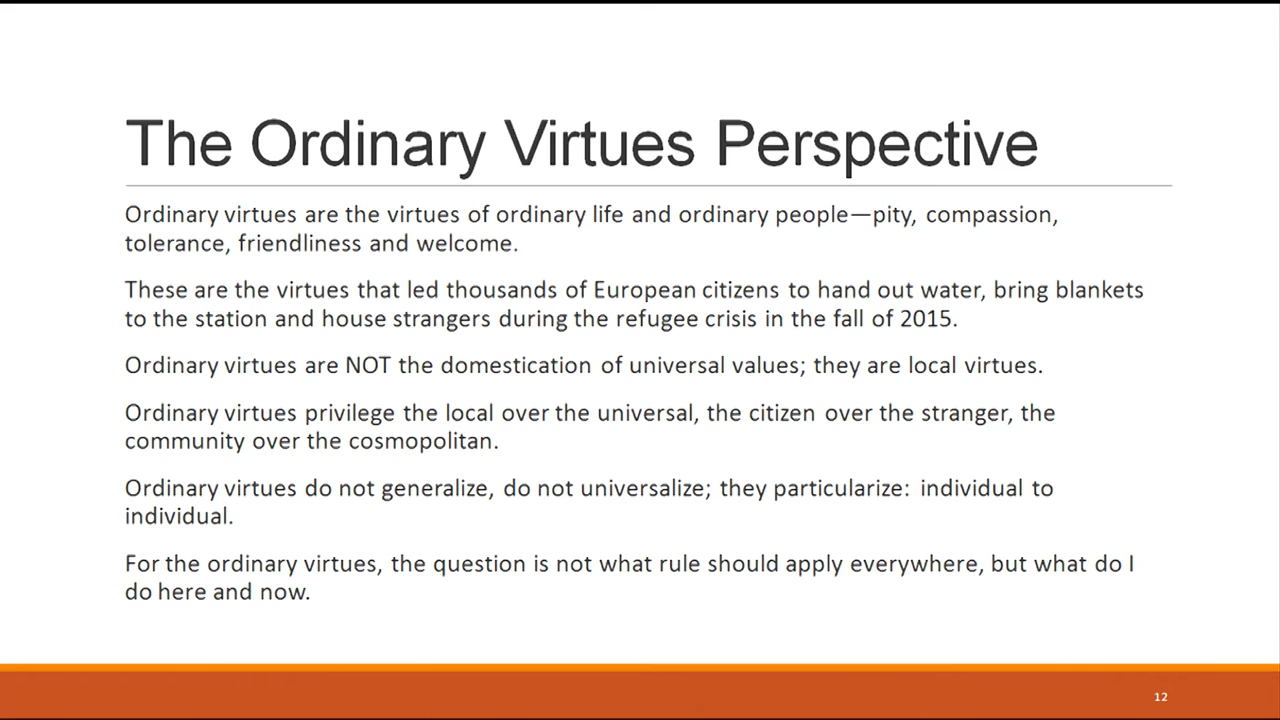 The Ordinary Virtues Perspective
Ordinary virtues are the virtues of ordinary life and ordinary people—pity, compassion,
tolerance, friendliness and welcome.
These are the virtues that led thousands of European citizens to hand out water, bring blankets
to the station and house strangers during the refugee crisis in the fall of 2015.
Ordinary virtues are NOT the domestication of universal values; they are local virtues.
Ordinary virtues privilege the local over the universal, the citizen over the stranger, the
community over the cosmopolitan.
Ordinary virtues do not generalize, do not universalize; they particularize: individual to
individual.
For the ordinary virtues, the question is not what rule should apply everywhere, but what do I
do here and now.
12